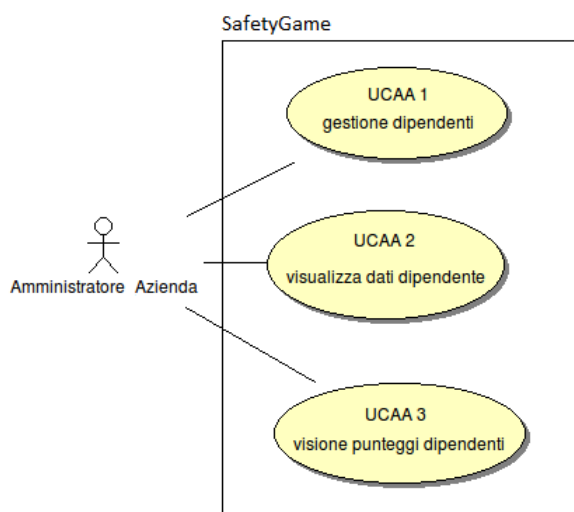 SafetyGame
UCAA 1
gestione dipendenti
UCAA 2
visualizza dati dipendente
Amministratore Azienda
UCAA 3
visione punteggi dipendenti